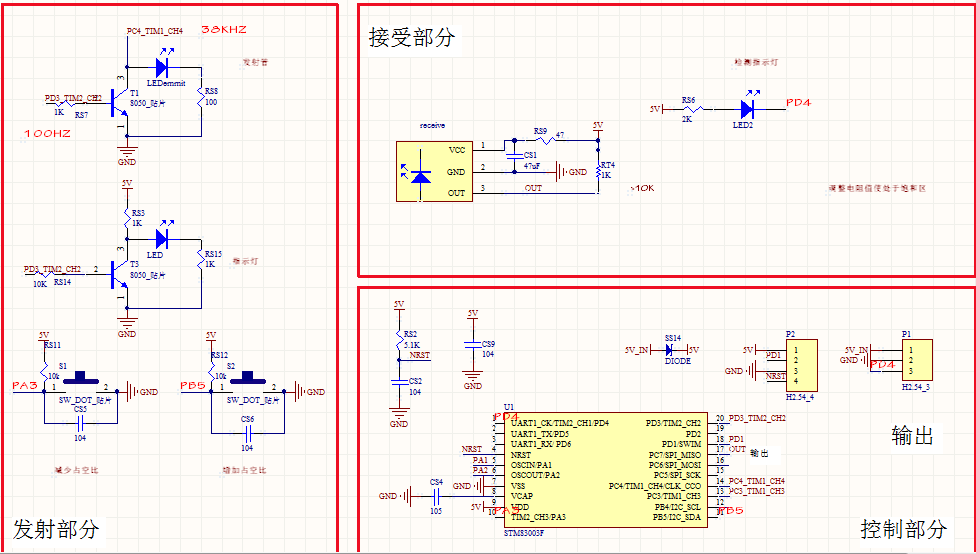 PC4_TIM1_CH4
38KHZ
发射管
3
LEDemmit
T1
8050_贴片
RS8
100
PD3_TIM2_CH2
1K
RS7
100HZ
1
GND
5V
RS3
1K
3
LED
RS15
1K
指示灯
PD3_TIM2_CH2
10K
RS14
2
T3
8050_贴片
1
GND
5V
RS11
10k
S1
PA3
1
2
GND
SW_DOT_贴片
CS5
104
减少占空比
5V
RS12
10k
S2
PB5
1
2
GND
SW_DOT_贴片
CS6
104
增加占空比
发射部分
接受部分
检测指示灯
5V
RS6
2K
LED2
PD4
receive
VCC
GND
OUT
1
2
3
RS9
47
5V
CS1
47uF
GND
RT4
1K
OUT
>10K
调整电阻值使处于饱和区
5V
RS2
5.1K
NRST
CS2
104
GND
5V
CS9
104
GND
SS14
5V_IN
5V
DIODE
P2
5V
PD1
GND
NRST
1
2
3
4
H2.54_4
P1
5V_IN
GND
PD4
1
2
3
H2.54_3
输出
U1
PD4
1
2
3
NRST 4
PA1 5
PA2 6
GND 7
8
5V 9
PA3
10
UART1_CK/TIM2_CH1/PD4
UART1_TX/PD5
UART1_RX/ PD6
NRST
OSCIN/PA1
OSCOUT/PA2
VSS
VCAP
VDD
TIM2_CH3/PA3
PD3/TIM2_CH2
PD2
PD1/SWIM
PC7/SPI_MISO
PC6/SPI_MOSI
PC5/SPI_SCK
PC4/TIM1_CH4/CLK_CCO
PC3/TIM1_CH3
PB4/I2C_SCL
PB5/I2C_SDA
20 PD3_TIM2_CH2
19
18 PD1
17 OUT
输出
16
15
14 PC4_TIM1_CH4
13 PC3_TIM1_CH3
12
11
PB5
GND
CS4
105
STM8S003F
控制部分